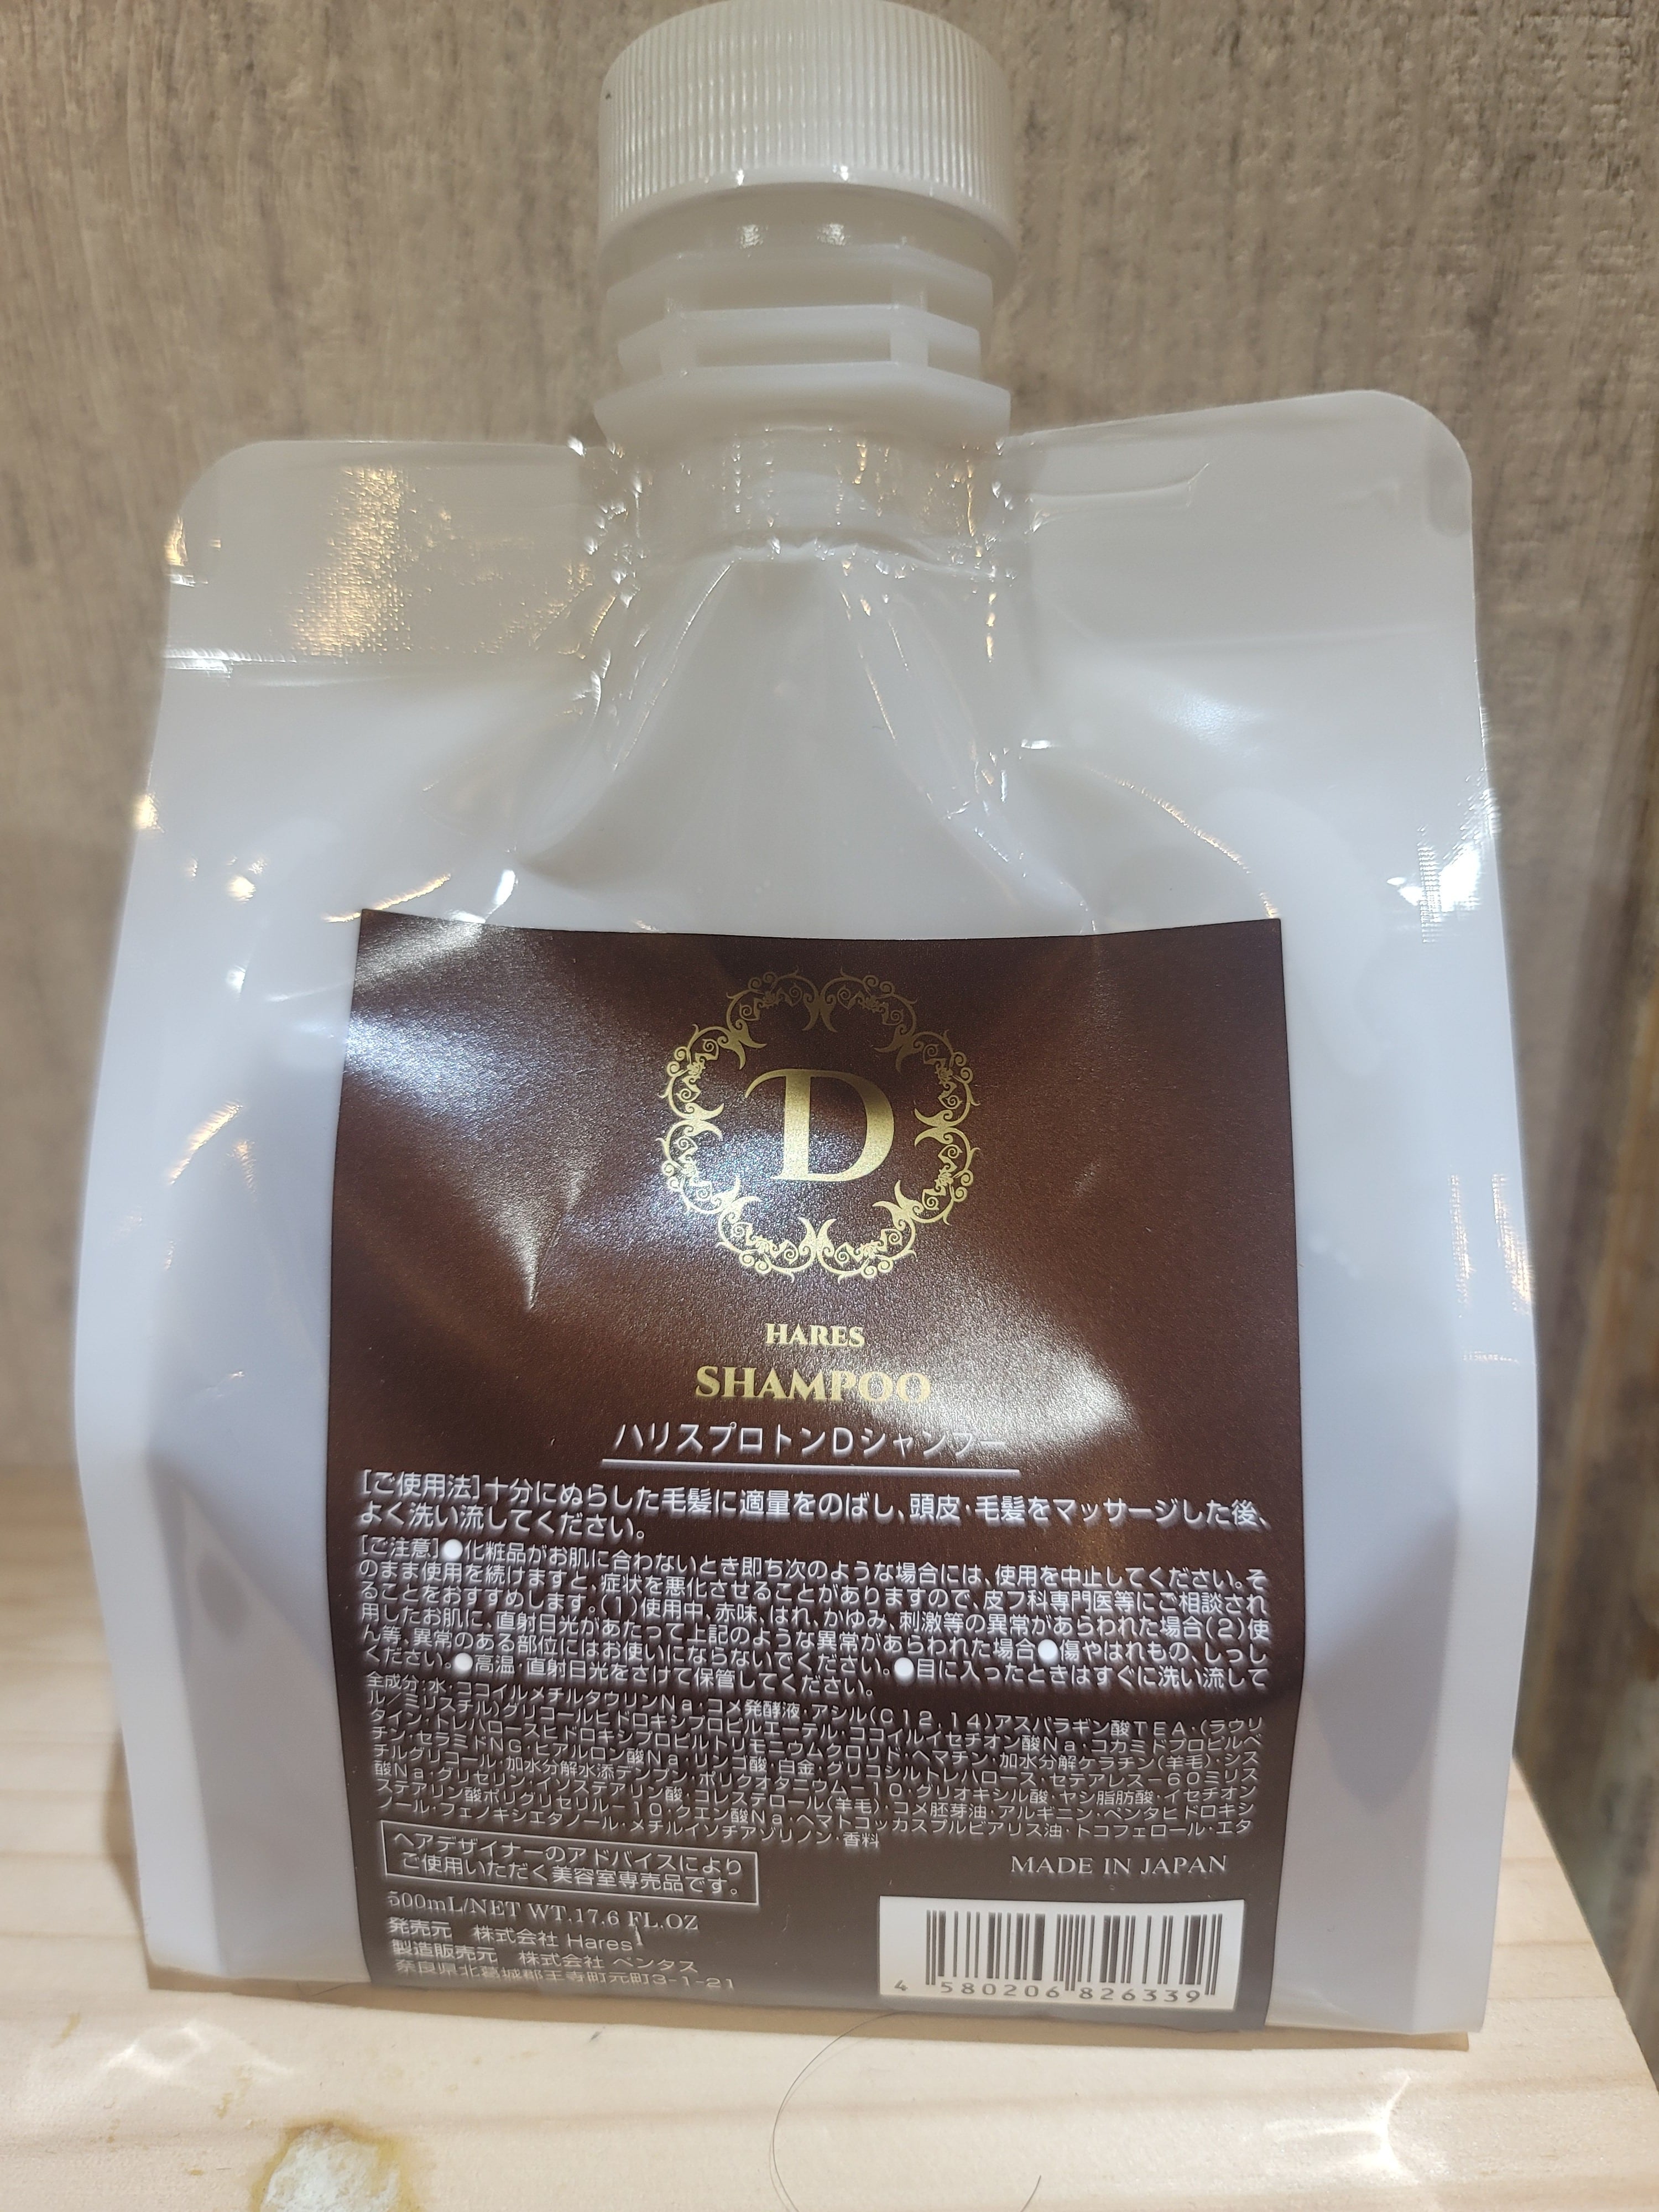 D
HARES
SHAMPOO
ハリスプロトンDシャンプー
[ご使用法]十分にぬらした毛髪に適量をのばし、頭皮・毛髪をマッサージした後、
よく洗い流してください。
[ご注意]●化粧品がお肌に合わないとき即ち次のような場合には、使用を中止してください。そ
のまま使用を続けますと、症状を悪化させることがありますので、皮フ科専門医等にご相談され
ることをおすすめします。(1)使用中、赤味、はれ、かゆみ、刺激等の異常があらわれた場合(2)使
用したお肌に、直射日光があたって上記のような異常があらわれた場合●傷やはれもの、しっし
ん等、異常のある部位にはお使いにならないでください。●目に入ったときはすぐに洗い流して
ください。●高温・直射日光をさけて保管してください。
全成分:水・ココイルメチルタウリンNa・コメ発酵液・アシル(C12,14)アスパラギン酸TEA・(ラウリ
ル/ミリスチル)グリコールヒドロキシプロピルエーテル・ココイルイセチオン酸Na・コカミドプロピルベ
タイン・トレハロースヒドロキシプロピルトリモニウムクロリド・ヘマチン・加水分解ケラチン(羊毛)・シス
チン・セラミドNG・ヒアルロン酸Na・リンゴ酸・白金・グリコシルトレハロース・セテアレス-60ミリス
チルグリコール・加水分解水添デンプン・ポリクオタニウム-10・グリオキシル酸・ヤシ脂肪酸・イセチオン
酸Na・グリセリン・イソステアリン酸・コレステロール(羊毛)・コメ胚芽油・アルギニン・ペンタヒドロキシ
ステアリン酸ポリグリセリル-10・クエン酸Na・ヘマトコッカスプルビアリス油・トコフェロール・エタ
ノール・フェノキシエタノール・メチルイソチアゾリノン・香料
ヘアデザイナーのアドバイスにより
ご使用いただく美容室専売品です。
MADE IN JAPAN
500mL/NET WT.17.6 FL.OZ
発売元 株式会社 Hares
製造販売元 株式会社 ペンタス
奈良県北葛城郡王寺町元町3-1-21
4 580206 826339